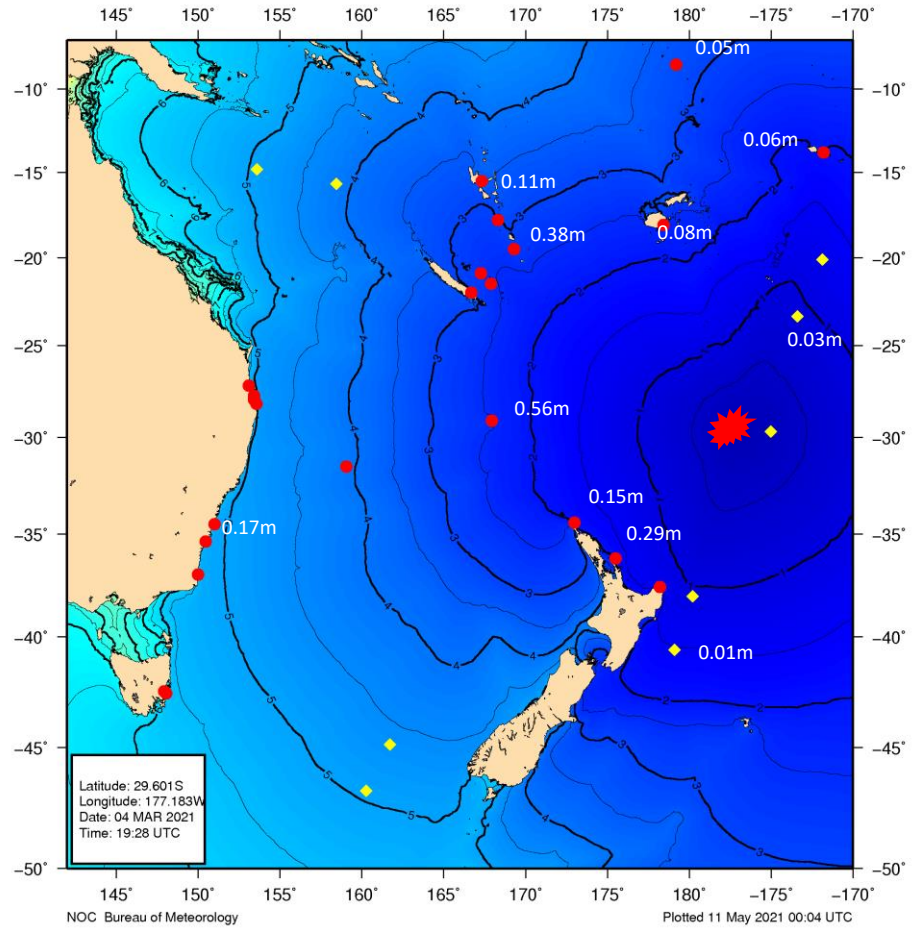 145˚ 150˚ 155˚ 160˚ 165˚ 170˚ 175˚ 180˚ −175˚ −170˚
0.05m
−10˚ −10˚
0.06m
−15˚ −15˚
0.11m
0.38m 0.08m
−20˚ −20˚
0.03m
−25˚ −25˚
0.56m
−30˚ −30˚
0.15m
0.17m 0.29m
−35˚ −35˚
−40˚ −40˚
0.01m
−45˚ −45˚
Latitude: 29.601S
Longitude: 177.183W
Date: 04 MAR 2021
Time: 19:28 UTC
−50˚ −50˚
145˚ 150˚ 155˚ 160˚ 165˚ 170˚ 175˚ 180˚ −175˚ −170˚
NOC Bureau of Meteorology Plotted 11 May 2021 00:04 UTC